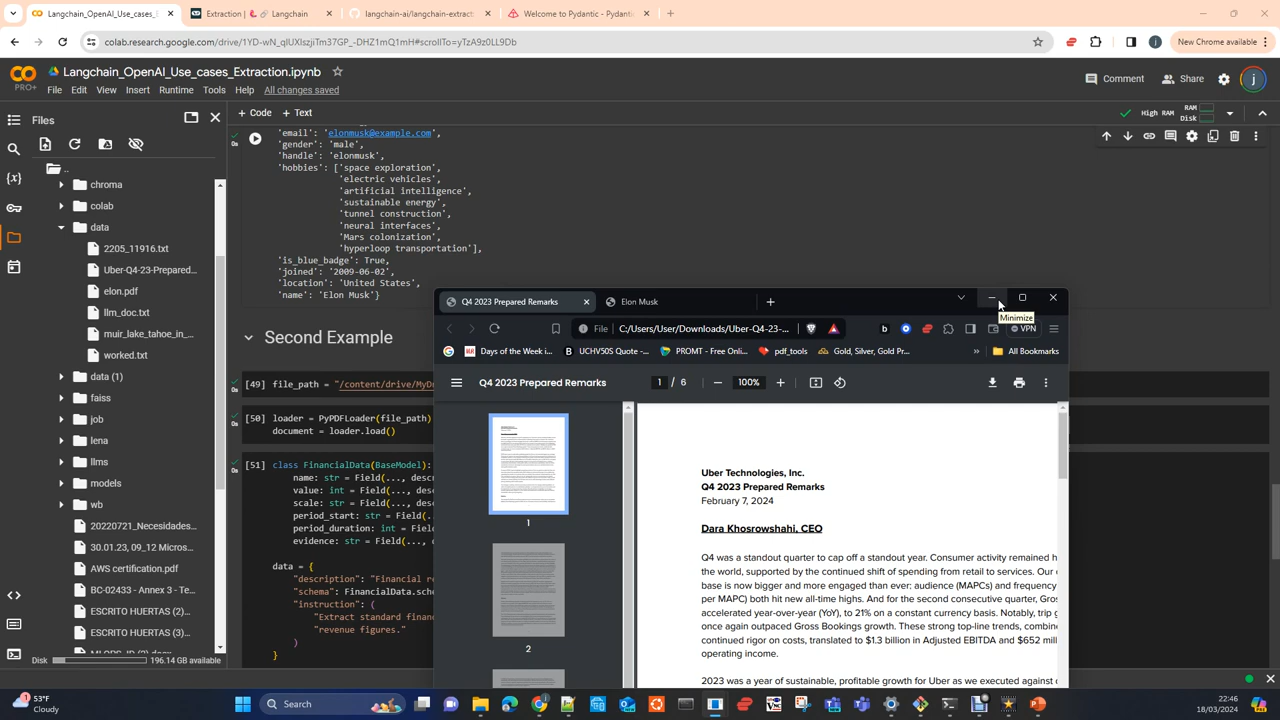 Langchain_OpenAI_Use_cases_
Extraction | 🦜️🔗 Langchain
langchain-ai/langchain-extract
Welcome to Pydantic - Pydantic
colab.research.google.com/drive/1YD-wN_qIUXlszjiTm37GP_-DHZ1mQ1mH#scrollTo=yTzA9z0LL9Db
New Chrome available
PRO+
Langchain_OpenAI_Use_cases_Extraction.ipynb
Comment
Share
j
File Edit View Insert Runtime Tools Help All changes saved
Files
+ Code + Text
High RAM
RAM
Disk
..
chroma
colab
data
2205_11916.txt
Uber-Q4-23-Prepared...
elon.pdf
llm_doc.txt
muir_lake_tahoe_in_...
worked.txt
data (1)
faiss
job
lena
llms
models
wb
20220721_Necesidades...
30.01.23, 09_12 Micros...
AWS certification.pdf
BC-02433 - Annex 3 - Te...
ESCRITO HUERTAS (2)...
ESCRITO HUERTAS (3)...
Disk 196.14 GB available
0s
'email': 'elonmusk@example.com',
'gender': 'male',
'handle': 'elonmusk',
'hobbies': ['space exploration',
'electric vehicles',
'artificial intelligence',
'sustainable energy',
'tunnel construction',
'neural interfaces',
'Mars colonization',
'hyperloop transportation'],
'is_blue_badge': True,
'joined': '2009-06-02',
'location': 'United States',
'name': 'Elon Musk'}
Second Example
[49] file_path = "/content/drive/MyDr
[50] loader = PyPDFLoader(file_path)
document = loader.load()
[51] class FinancialData(BaseModel):
name: str = Field(..., descr
value: int = Field(..., desc
scale: str = Field(..., desc
period_start: str = Field(..
period_duration: int = Field
evidence: str = Field(..., d
data = {
"description": "Financial re
"schema": FinancialData.sche
"instruction": (
"Extract standard finan
"revenue figures."
)
}
Q4 2023 Prepared Remarks
Elon Musk
Minimize
File C:/Users/User/Downloads/Uber-Q4-23-...
VPN
Days of the Week i...
UCHV50S Quote -...
PROMT - Free Onli...
pdf_tools
Gold, Silver, Gold Pr...
All Bookmarks
Q4 2023 Prepared Remarks
1 / 6
100%
1
2
Uber Technologies, Inc.
Q4 2023 Prepared Remarks
February 7, 2024
Dara Khosrowshahi, CEO
Q4 was a standout quarter to cap off a standout year. Consumer activity remained h
the world, supported by the continued shift of spending from retail to services. Our
base is now bigger and more engaged than ever: audience (MAPCs) and frequency
per MAPC) both hit new all-time highs. And for the second consecutive quarter, Gros
accelerated year-over-year (YoY), to 21% on a constant currency basis. Notably, trip g
once again outpaced Gross Bookings growth. These strong top-line trends, combine
continued rigor on costs, translated to $1.3 billion in Adjusted EBITDA and $652 mill
operating income.
2023 was a year of sustainable, profitable growth for Uber as we executed against
53°F
Cloudy
Search
22:46
18/03/2024